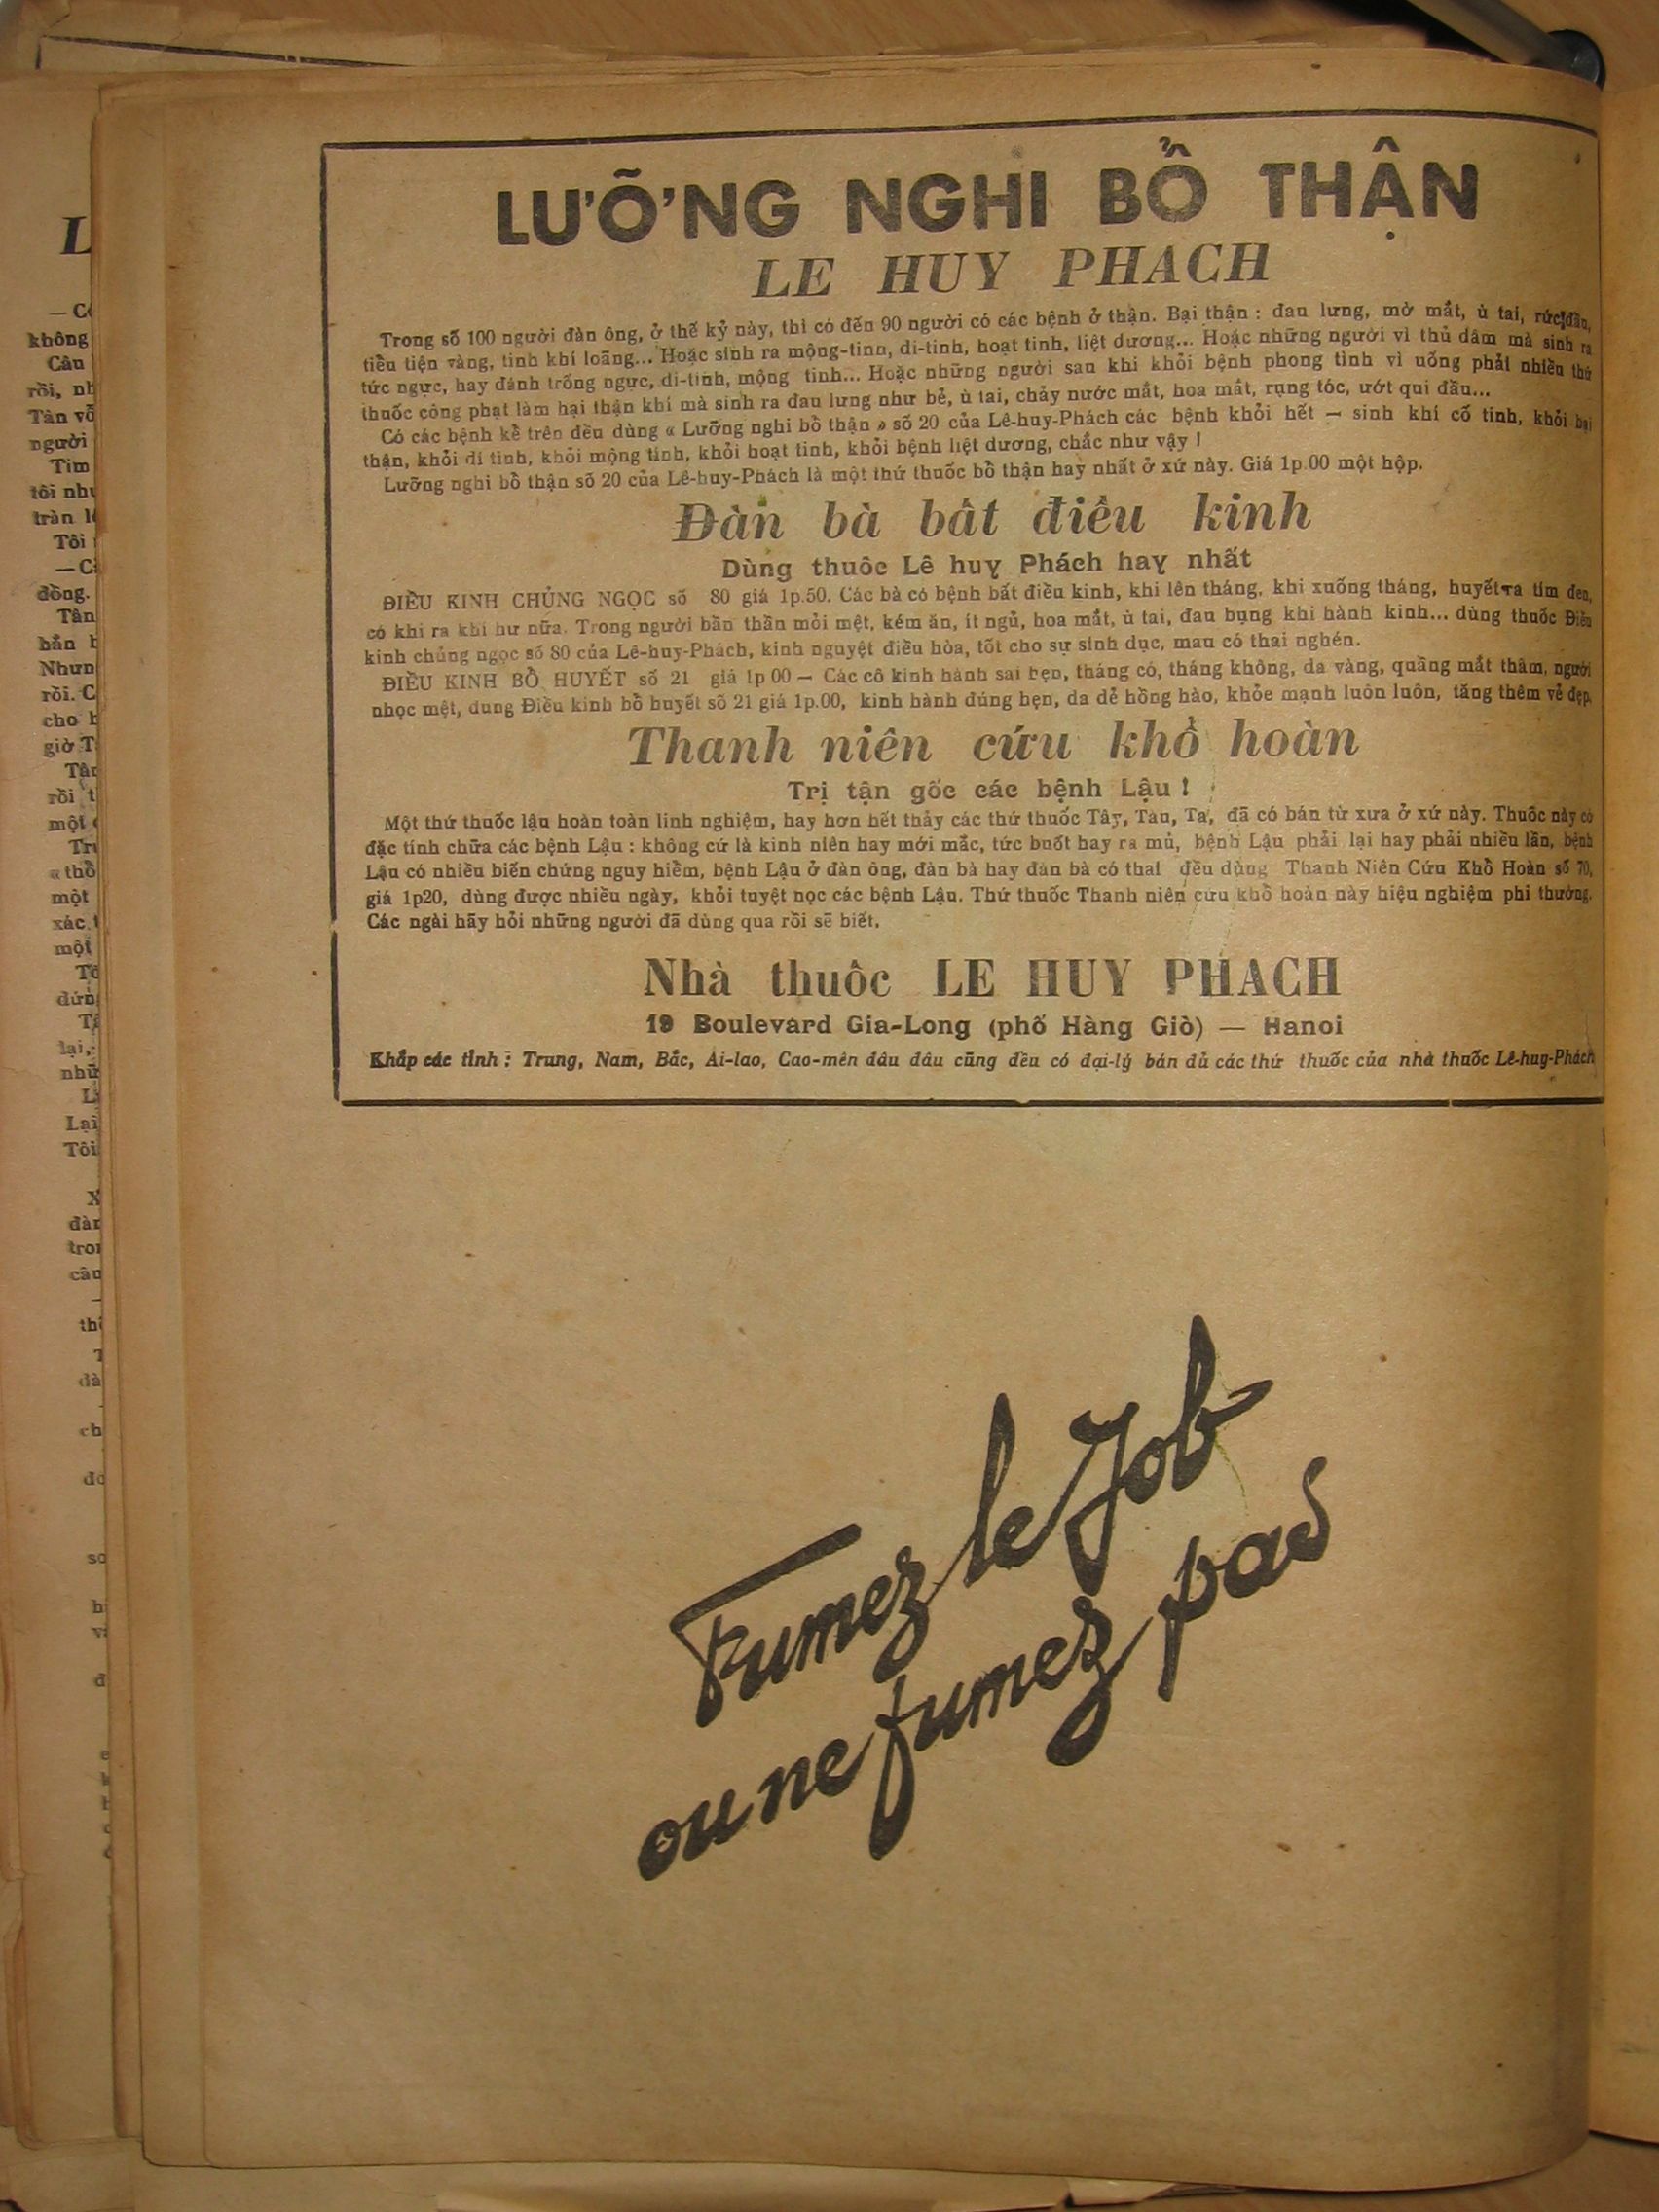 LƯỠNG NGHI BỔ THẬN
LE HUY PHACH
Trong số 100 người đàn ông, ở thế kỷ này, thì có đến 90 người có các bệnh ở thận. Bại thận : đau lưng, mờ mắt, ù tai, rức đầu,
tiểu tiện vàng, tinh khí loãng... Hoặc sinh ra mộng-tinh, di-tinh, hoạt tinh, liệt dương... Hoặc những người vì thủ dâm mà sinh ra
tức ngực, hay đánh trống ngực, di-tinh, mộng tinh... Hoặc những người sau khi khỏi bệnh phong tình vì uống phải nhiều thứ
thuốc công phạt làm hại thận khí mà sinh ra đau lưng như bẻ, ù tai, chảy nước mắt, hoa mắt, rụng tóc, ướt qui đầu...
Có các bệnh kể trên đều dùng « Lưỡng nghi bổ thận » số 20 của Lê-huy-Phách các bệnh khỏi hết — sinh khí cố tinh, khỏi bại
thận, khỏi di tinh, khỏi mộng tinh, khỏi hoạt tinh, khỏi bệnh liệt dương, chắc như vậy !
Lưỡng nghi bổ thận số 20 của Lê-huy-Phách là một thứ thuốc bổ thận hay nhất ở xứ này. Giá 1p.00 một hộp.
Đàn bà bất điều kinh
Dùng thuốc Lê huy Phách hay nhất
ĐIỀU KINH CHỦNG NGỌC số 80 giá 1p.50. Các bà có bệnh bất điều kinh, khi lên tháng, khi xuống tháng, huyết ra tím đen,
có khi ra khí hư nữa. Trong người bần thần mỏi mệt, kém ăn, ít ngủ, hoa mắt, ù tai, đau bụng khi hành kinh... dùng thuốc Điều
kinh chủng ngọc số 80 của Lê-huy-Phách, kinh nguyệt điều hòa, tốt cho sự sinh dục, mau có thai nghén.
ĐIỀU KINH BỔ HUYẾT số 21 giá 1p 00 — Các cô kinh hành sai hẹn, tháng có, tháng không, da vàng, quầng mắt thâm, người
nhọc mệt, dung Điều kinh bổ huyết số 21 giá 1p.00, kinh hành đúng hẹn, da dẻ hồng hào, khỏe mạnh luôn luôn, tăng thêm vẻ đẹp.
Thanh niên cứu khổ hoàn
Trị tận gốc các bệnh Lậu !
Một thứ thuốc lậu hoàn toàn linh nghiệm, hay hơn hết thảy các thứ thuốc Tây, Tàu, Ta, đã có bán từ xưa ở xứ này. Thuốc này có
đặc tính chữa các bệnh Lậu : không cứ là kinh niên hay mới mắc, tức buốt hay ra mủ, bệnh Lậu phải lại hay phải nhiều lần, bệnh
Lậu có nhiều biến chứng nguy hiểm, bệnh Lậu ở đàn ông, đàn bà hay đàn bà có thai đều dùng Thanh Niên Cứu Khổ Hoàn số 70,
giá 1p20, dùng được nhiều ngày, khỏi tuyệt nọc các bệnh Lậu. Thứ thuốc Thanh niên cứu khổ hoàn này hiệu nghiệm phi thường.
Các ngài hãy hỏi những người đã dùng qua rồi sẽ biết.
Nhà thuốc LE HUY PHACH
19 Boulevard Gia-Long (phố Hàng Giò) — Hanoi
Khắp các tỉnh : Trung, Nam, Bắc, Ai-lao, Cao-mên đâu đâu cũng đều có đại-lý bán đủ các thứ thuốc của nhà thuốc Lê-huy-Phách
Fumez le Job
ou ne fumez pas